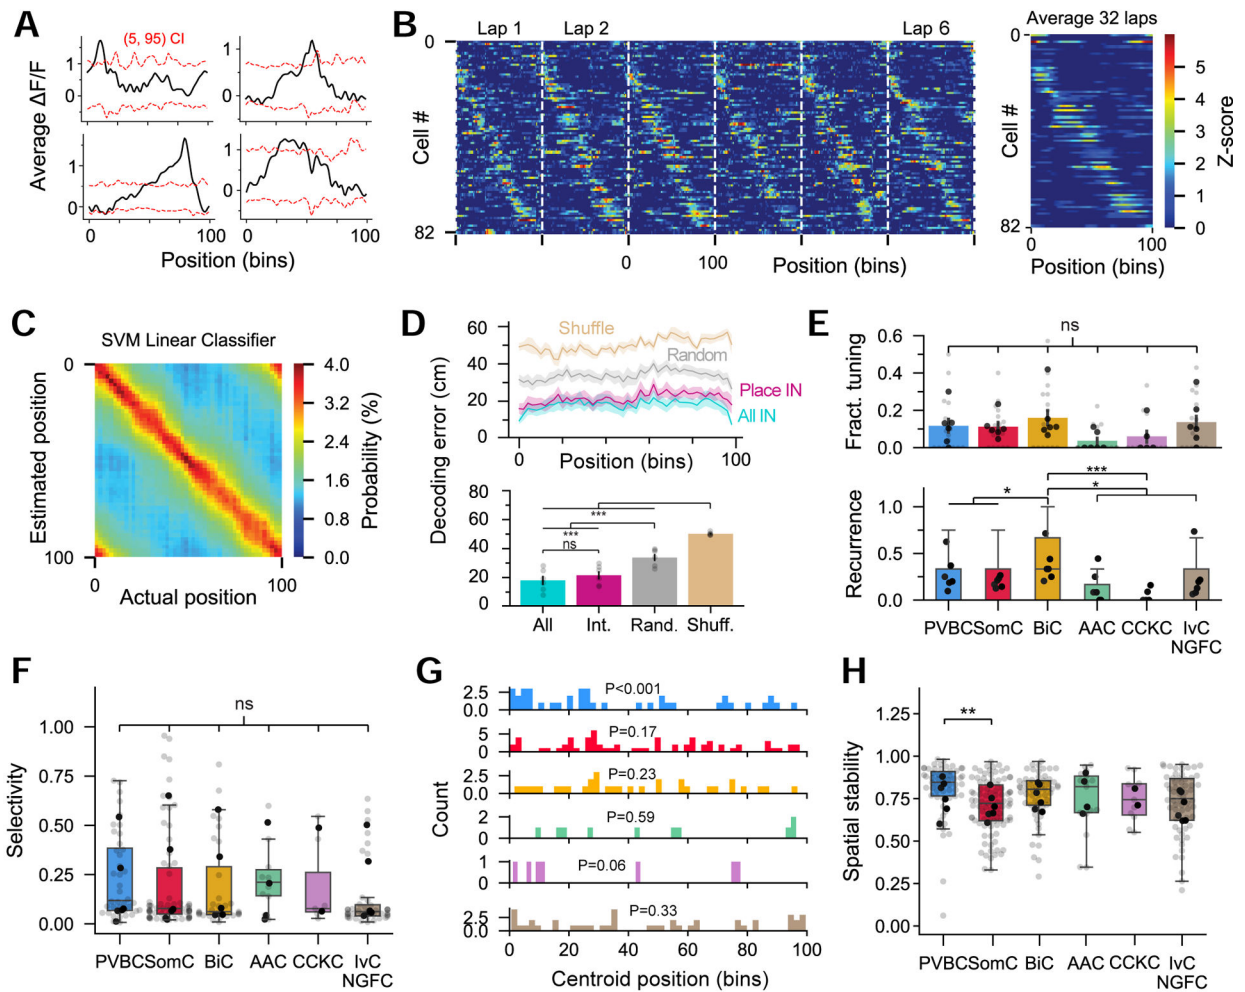 A
(5, 95) CI
Average ΔF/F
1
0
1
0
1
0
1
0
0 100
0 100
Position (bins)
B
Lap 1 Lap 2 Lap 6
0
Cell #
82
0 100 Position (bins)
Average 32 laps
0
Cell #
82
0 100
Position (bins)
5
4
3
2
1
0
Z-score
C
SVM Linear Classifier
0
Estimated position
100
0 100
Actual position
4.0
3.2
2.4
1.6
0.8
0.0
Probability (%)
D
60
40
20
0
Shuffle
Random
Place IN
All IN
0 Position (bins) 100
Decoding error (cm)
80
60
40
20
0
***
***
ns
All Int. Rand. Shuff.
E
ns
0.6
0.4
0.2
0.0
Fract. tuning
***
*
*
1.0
0.5
0.0
Recurrence
PVBC SomC BiC AAC CCKC IvC
NGFC
F
ns
1.00
0.75
0.50
0.25
0.00
Selectivity
PVBC SomC BiC AAC CCKC IvC
NGFC
G
2.5
0.0
P<0.001
5
0
P=0.17
2.5
0.0
P=0.23
2
0
P=0.59
1
0
P=0.06
2.5
0.0
P=0.33
Count
0 20 40 60 80 100
Centroid position (bins)
H
**
1.25
1.00
0.75
0.50
0.25
0.00
Spatial stability
PVBC SomC BiC AAC CCKC IvC
NGFC